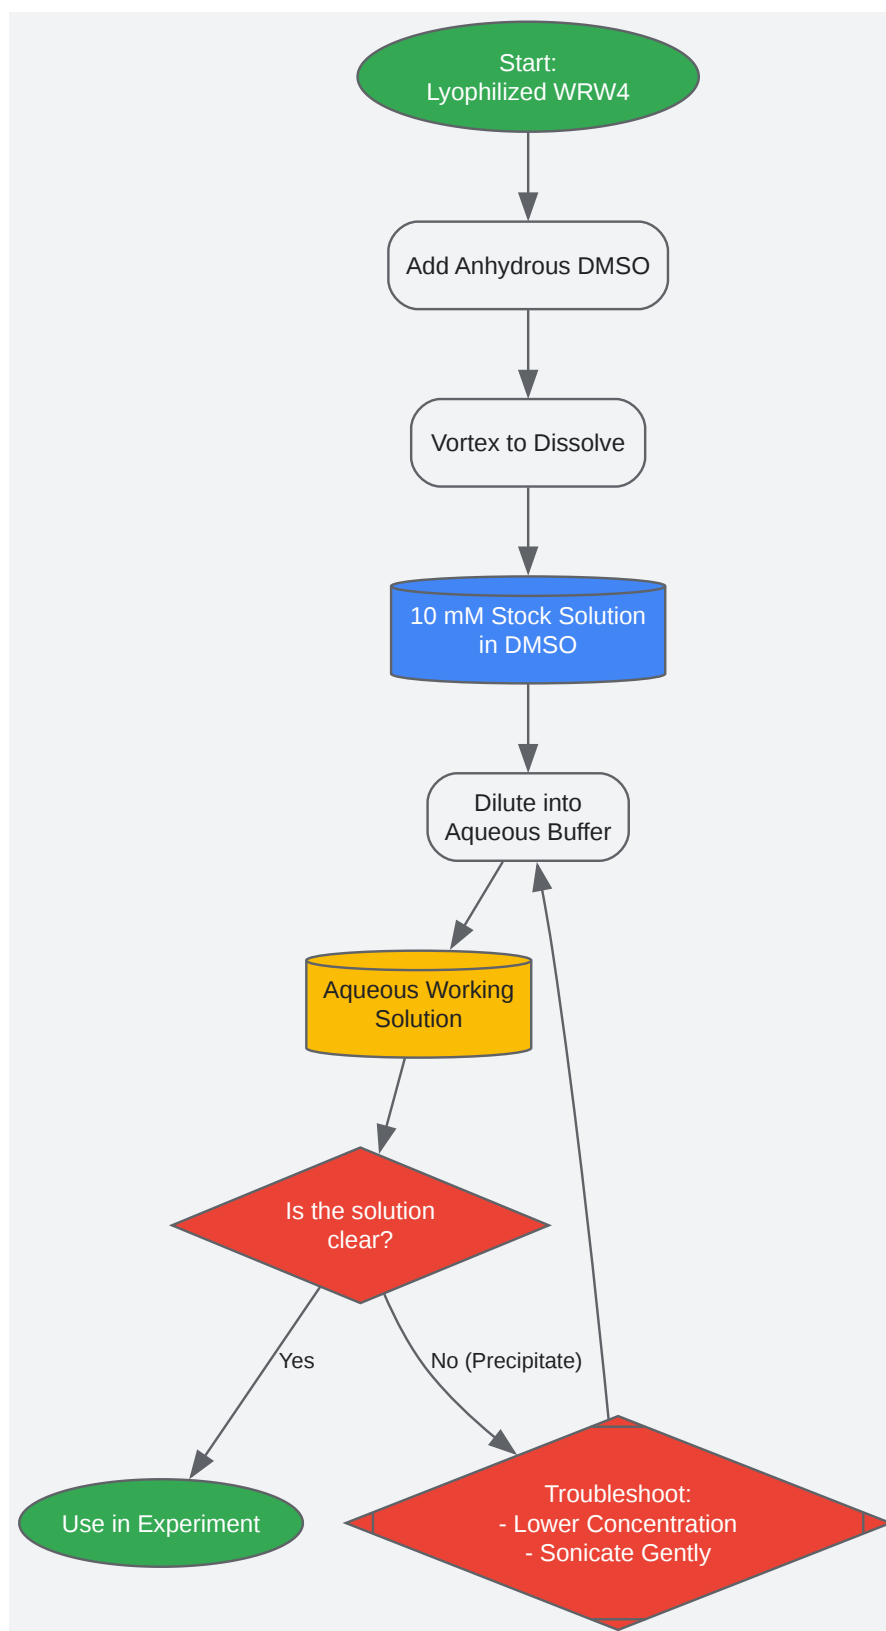 Start:
Lyophilized WRW4
Add Anhydrous DMSO
Vortex to Dissolve
10 mM Stock Solution
in DMSO
Dilute into
Aqueous Buffer
Aqueous Working
Solution
Is the solution
clear?
Yes
No (Precipitate)
Use in Experiment
Troubleshoot:
- Lower Concentration
- Sonicate Gently